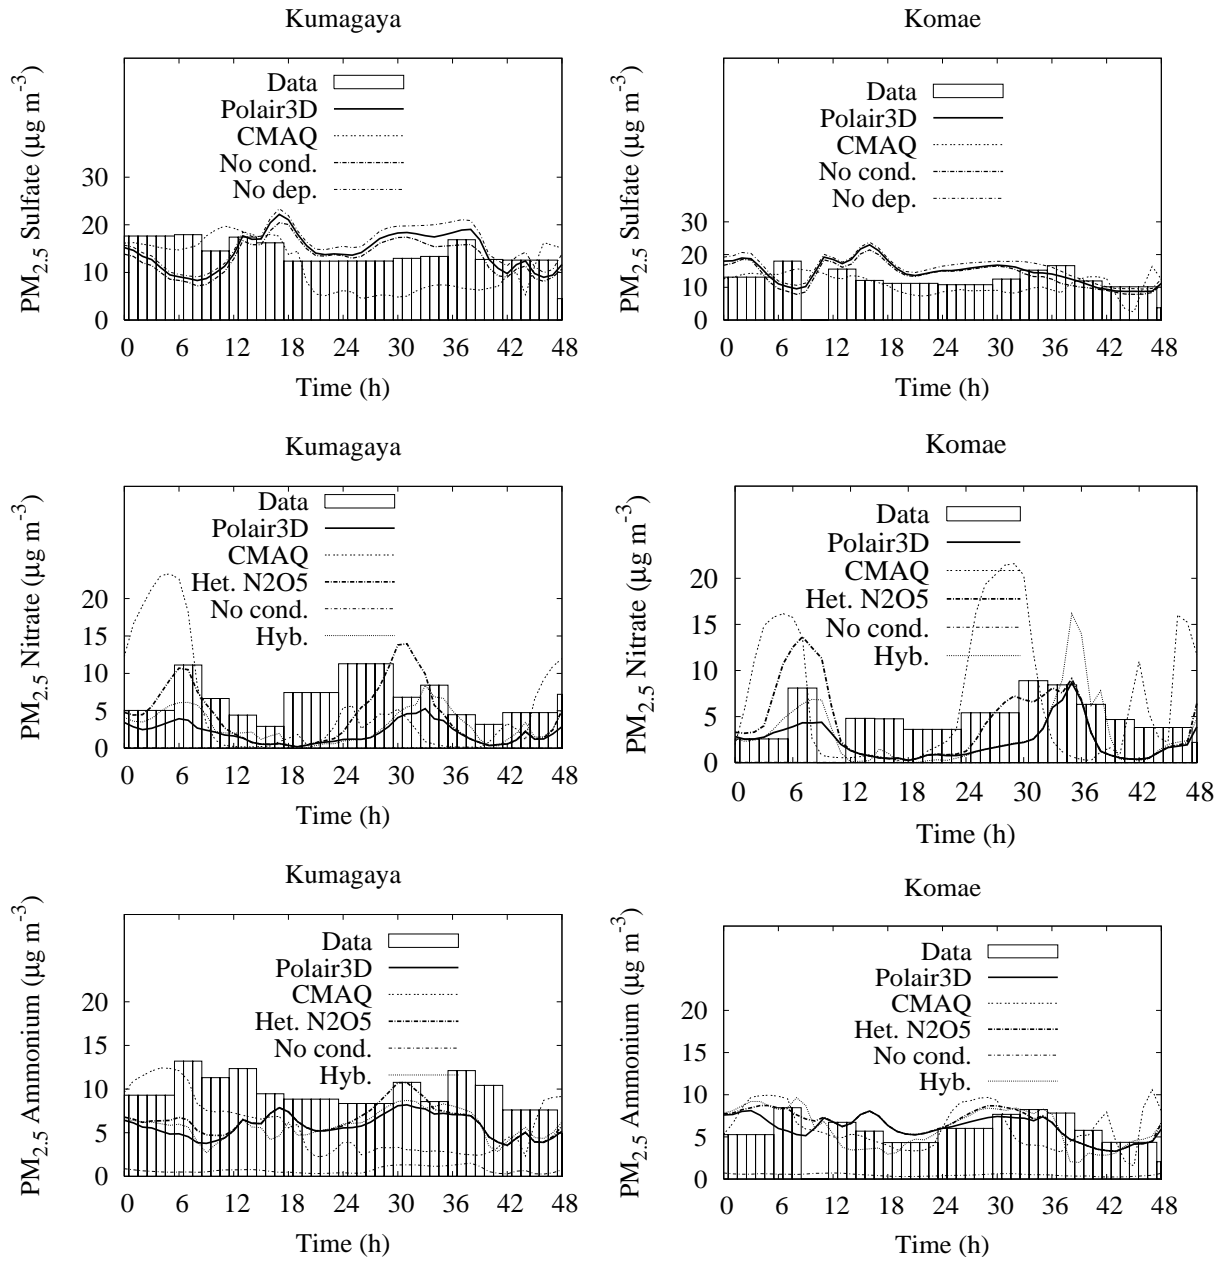 Kumagaya
PM2.5 Sulfate (μg m-3)
Data
Polair3D
CMAQ
No cond.
No dep.
30
20
10
0
0 6 12 18 24 30 36 42 48
Time (h)
Komae
PM2.5 Sulfate (μg m-3)
Data
Polair3D
CMAQ
No cond.
No dep.
30
20
10
0
0 6 12 18 24 30 36 42 48
Time (h)
Kumagaya
PM2.5 Nitrate (μg m-3)
Data
Polair3D
CMAQ
Het. N2O5
No cond.
Hyb.
20
15
10
5
0
0 6 12 18 24 30 36 42 48
Time (h)
Komae
PM2.5 Nitrate (μg m-3)
Data
Polair3D
CMAQ
Het. N2O5
No cond.
Hyb.
20
15
10
5
0
0 6 12 18 24 30 36 42 48
Time (h)
Kumagaya
PM2.5 Ammonium (μg m-3)
Data
Polair3D
CMAQ
Het. N2O5
No cond.
Hyb.
20
15
10
5
0
0 6 12 18 24 30 36 42 48
Time (h)
Komae
PM2.5 Ammonium (μg m-3)
Data
Polair3D
CMAQ
Het. N2O5
No cond.
Hyb.
20
15
10
5
0
0 6 12 18 24 30 36 42 48
Time (h)